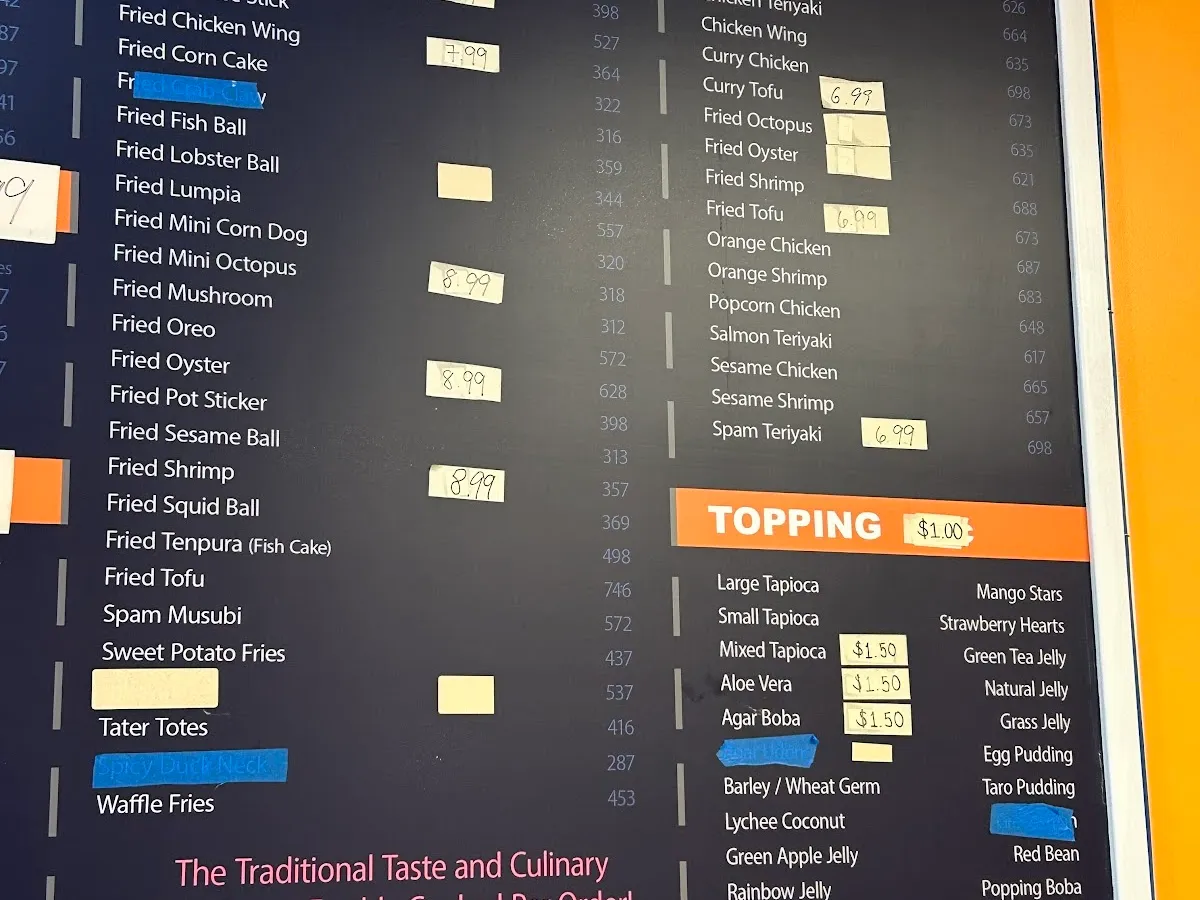 Stick
398
527
Fried Chicken Wing 7.99 364
Fried Corn Cake 322
Fried Crab Claw 316
Fried Fish Ball 359
Fried Lobster Ball 344
Fried Lumpia 557
Fried Mini Corn Dog 320
Fried Mini Octopus 8.99 318
Fried Mushroom 312
Fried Oreo 572
Fried Oyster 8.99 628
Fried Pot Sticker 398
Fried Sesame Ball 313
Fried Shrimp 8.99 357
Fried Squid Ball 369
Fried Tenpura (Fish Cake) 498
Fried Tofu 746
Spam Musubi 572
Sweet Potato Fries 437
537
Tater Totes 416
Spicy Duck Neck 287
Waffle Fries 453
The Traditional Taste and Culinary
626
Teriyaki 664
Chicken Wing 635
Curry Chicken 698
Curry Tofu 6.99 673
Fried Octopus 635
Fried Oyster 621
Fried Shrimp 688
Fried Tofu 6.99 673
Orange Chicken 687
Orange Shrimp 683
Popcorn Chicken 648
Salmon Teriyaki 617
Sesame Chicken 665
Sesame Shrimp 657
Spam Teriyaki 6.99 698
TOPPING $1.00
Large Tapioca
Small Tapioca
Mixed Tapioca $1.50
Aloe Vera $1.50
Agar Boba $1.50
Barley / Wheat Germ
Lychee Coconut
Green Apple Jelly
Rainbow Jelly
Mango Stars
Strawberry Hearts
Green Tea Jelly
Natural Jelly
Grass Jelly
Egg Pudding
Taro Pudding
Red Bean
Popping Boba